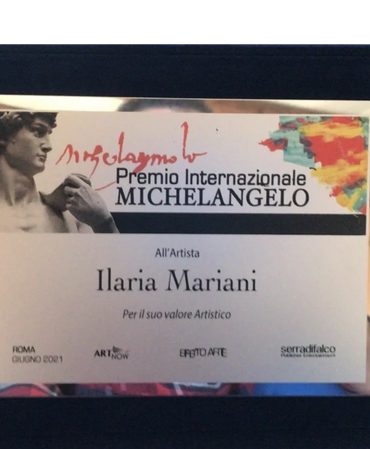 Premio Internazionale
MICHELANGELO
All'Artista
Ilaria Mariani
Per il suo valore Artistico
ROMA
GIUGNO 2021
ART
NOW
EFFETTO ARTE
serradifalco